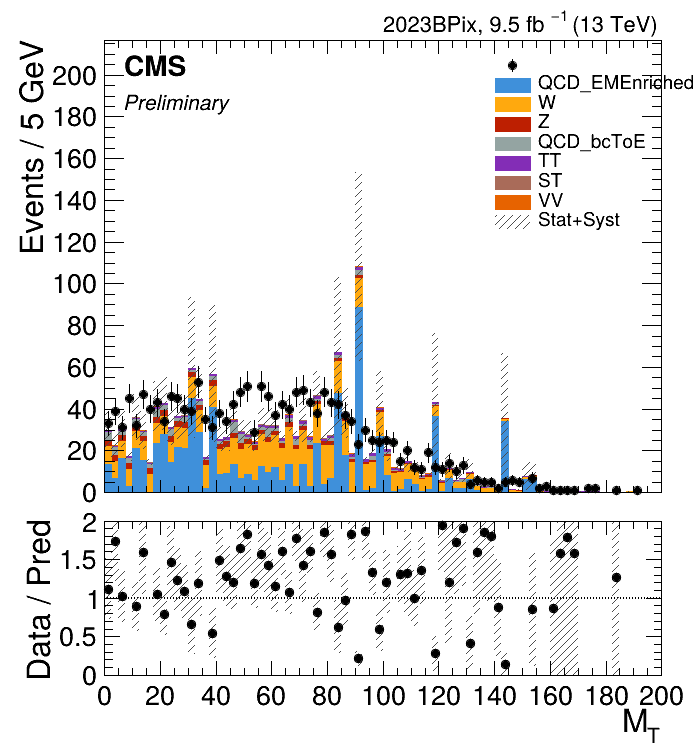 2023BPix, 9.5 fb⁻¹ (13 TeV)
CMS
Preliminary
QCD_EMEnriched
W
Z
QCD_bcToE
TT
ST
VV
Stat+Syst
Events / 5 GeV
200
180
160
140
120
100
80
60
40
20
0
Data / Pred
2
1.5
1
0.5
0
0 20 40 60 80 100 120 140 160 180 200
M_T